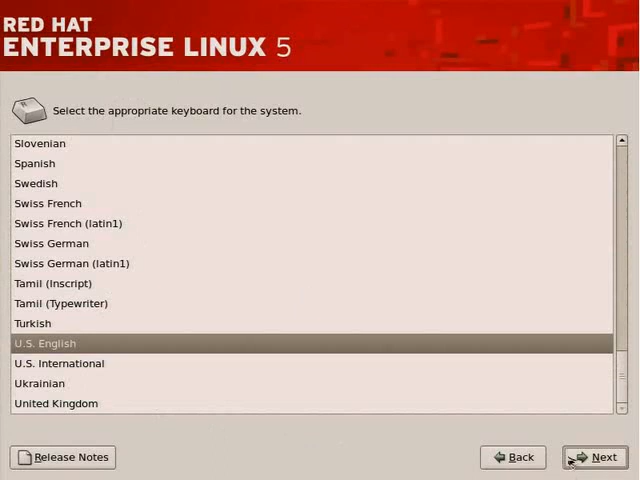 RED HAT
ENTERPRISE LINUX 5
Select the appropriate keyboard for the system.
Slovenian
Spanish
Swedish
Swiss French
Swiss French (latin1)
Swiss German
Swiss German (latin1)
Tamil (Inscript)
Tamil (Typewriter)
Turkish
U.S. English
U.S. International
Ukrainian
United Kingdom
Release Notes
Back
Next